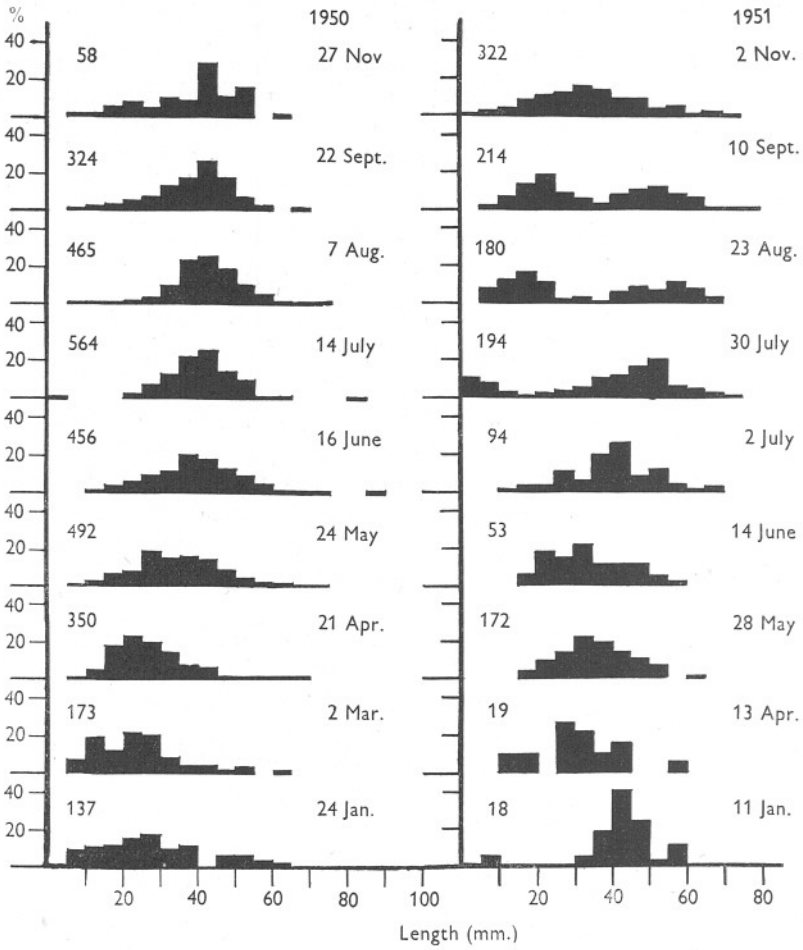 % 1950 1951
40 58 27 Nov 322 2 Nov.
20
40 324 22 Sept. 214 10 Sept.
20
40 465 7 Aug. 180 23 Aug.
20
40 564 14 July 194 30 July
20
40 456 16 June 94 2 July
20
40 492 24 May 53 14 June
20
40 350 21 Apr. 172 28 May
20
40 173 2 Mar. 19 13 Apr.
20
40 137 24 Jan. 18 11 Jan.
20
20 40 60 80 100 20 40 60 80
Length (mm.)